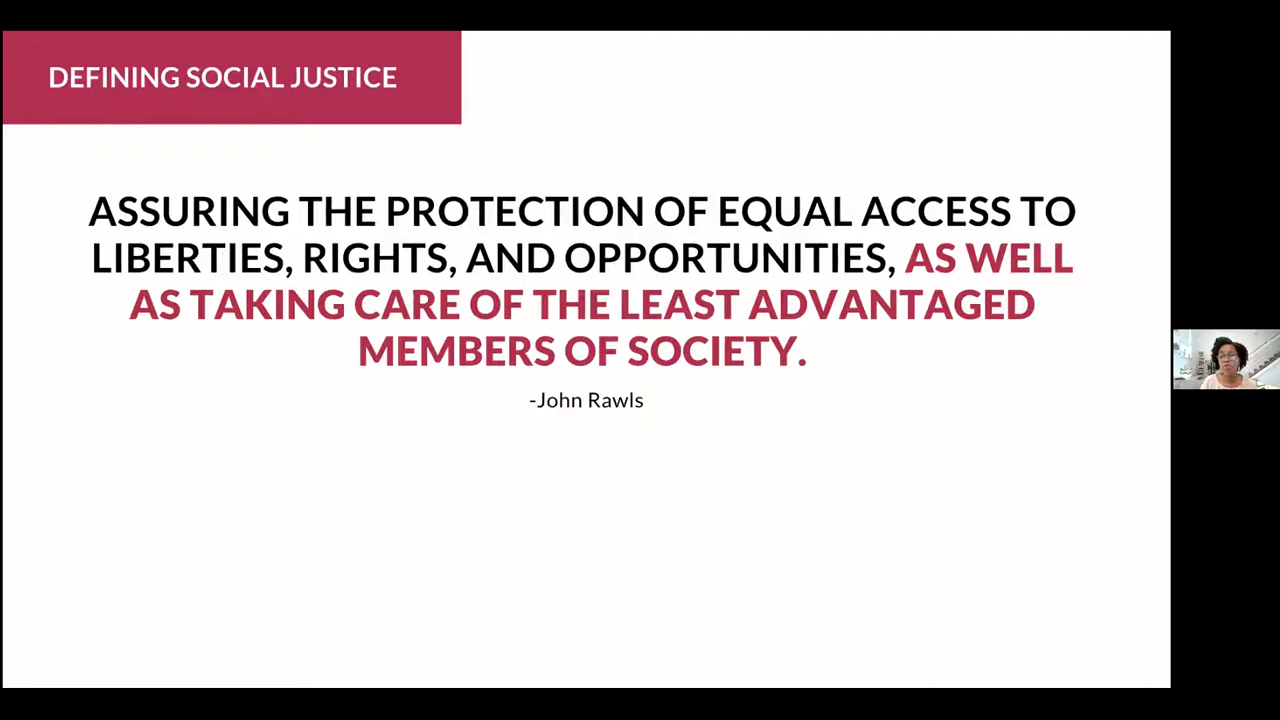 DEFINING SOCIAL JUSTICE
ASSURING THE PROTECTION OF EQUAL ACCESS TO
LIBERTIES, RIGHTS, AND OPPORTUNITIES, AS WELL
AS TAKING CARE OF THE LEAST ADVANTAGED
MEMBERS OF SOCIETY.
-John Rawls